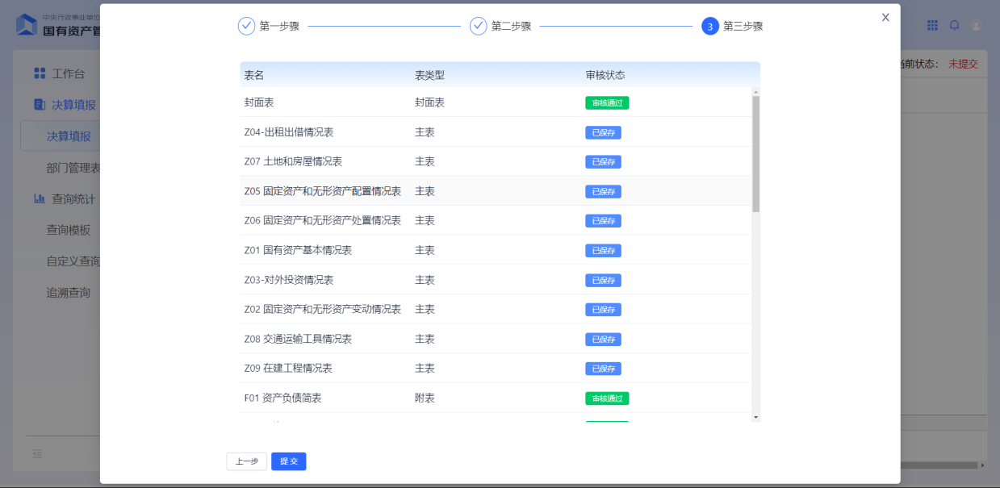 中央行政事业单位
国有资产管
第一步骤
第二步骤
3 第三步骤
X
当前状态： 未提交
工作台
决算填报
决算填报
部门管理表
查询统计
查询模板
自定义查询
追溯查询
表名 表类型 审核状态
封面表 封面表 审核通过
Z04-出租出借情况表 主表 已保存
Z07 土地和房屋情况表 主表 已保存
Z05 固定资产和无形资产配置情况表 主表 已保存
Z06 固定资产和无形资产处置情况表 主表 已保存
Z01 国有资产基本情况表 主表 已保存
Z03-对外投资情况表 主表 已保存
Z02 固定资产和无形资产变动情况表 主表 已保存
Z08 交通运输工具情况表 主表 已保存
Z09 在建工程情况表 主表 已保存
F01 资产负债简表 附表 审核通过
上一步 提交